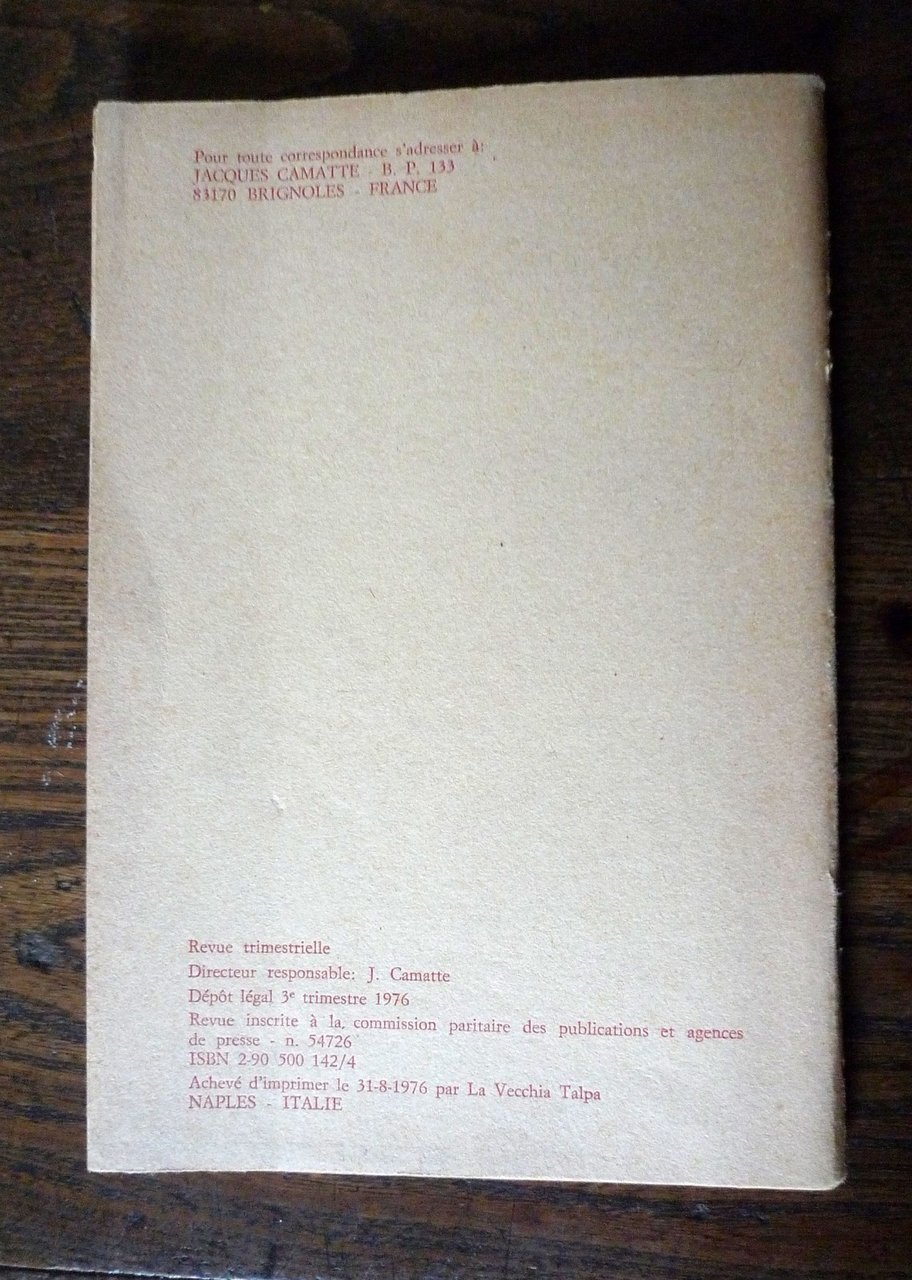 Pour toute correspondance s'adresser à:
JACQUES CAMATTE - B. P. 133
83170 BRIGNOLES - FRANCE
Revue trimestrielle
Directeur responsable: J. Camatte
Dépôt légal 3e trimestre 1976
Revue inscrite à la commission paritaire des publications et agences
de presse - n. 54726
ISBN 2-90 500 142/4
Achevé d'imprimer le 31-8-1976 par La Vecchia Talpa
NAPLES - ITALIE